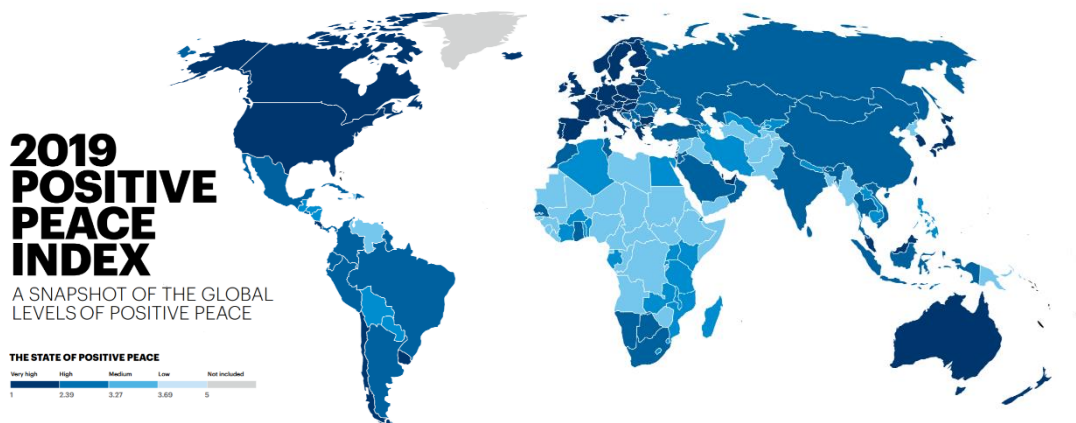 2019
POSITIVE
PEACE
INDEX
A SNAPSHOT OF THE GLOBAL
LEVELS OF POSITIVE PEACE
THE STATE OF POSITIVE PEACE
Very high High Medium Low Not included
1 2.39 3.27 3.69 5